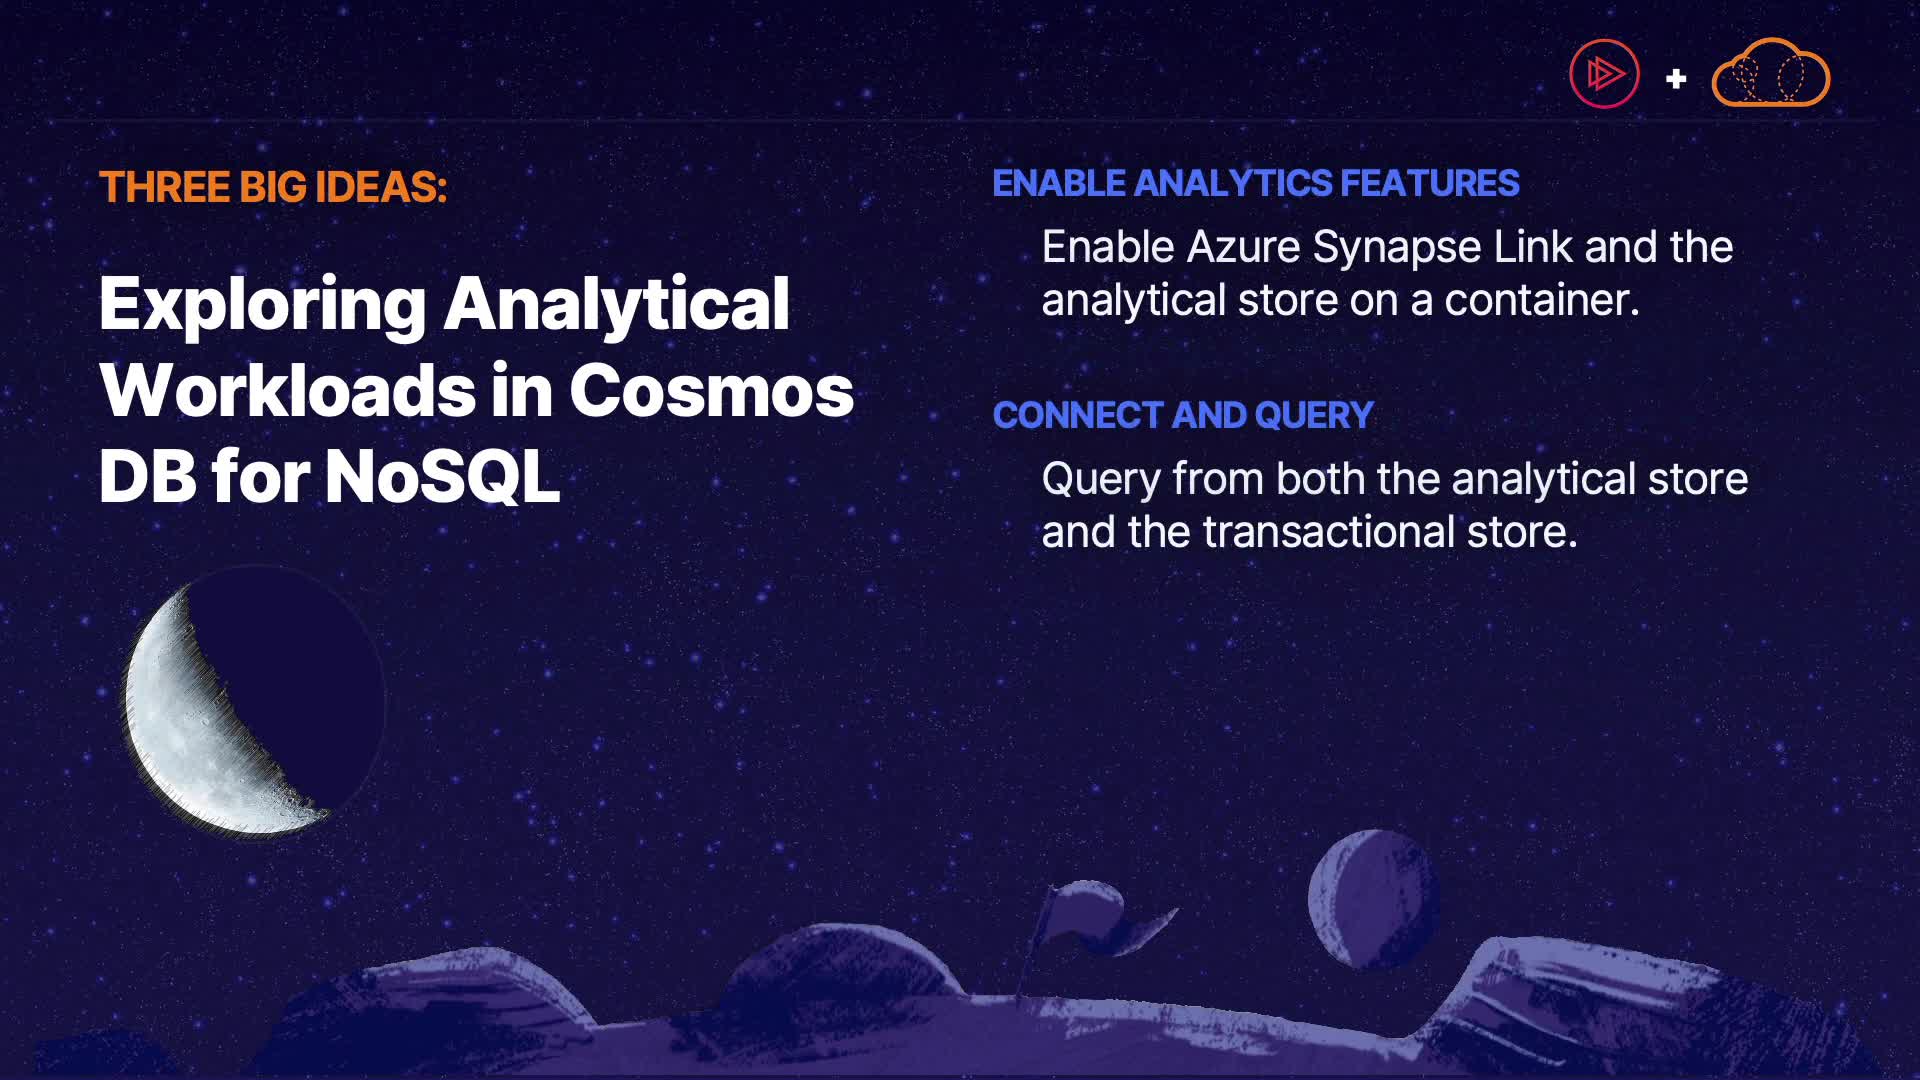 THREE BIG IDEAS:
Exploring Analytical
Workloads in Cosmos
DB for NoSQL
ENABLE ANALYTICS FEATURES
Enable Azure Synapse Link and the
analytical store on a container.
CONNECT AND QUERY
Query from both the analytical store
and the transactional store.